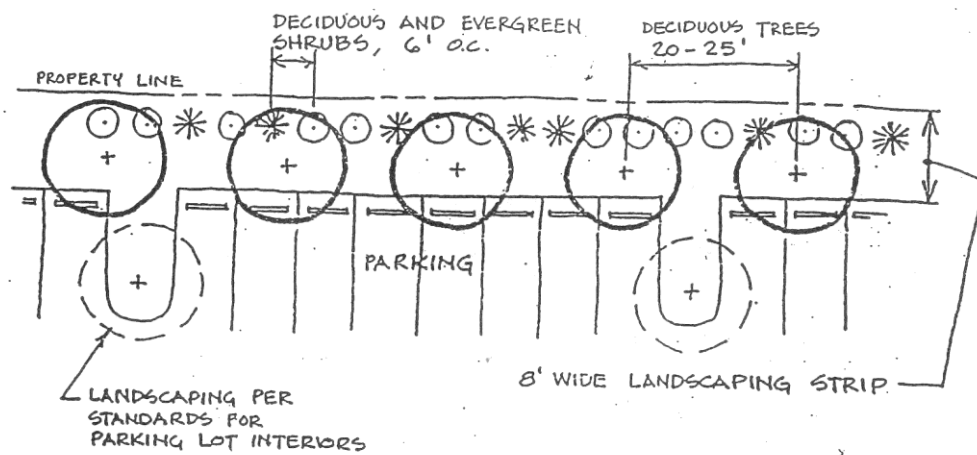 DECIDUOUS AND EVERGREEN
SHRUBS, 6' O.C.
DECIDUOUS TREES
20-25'
PROPERTY LINE
PARKING
8' WIDE LANDSCAPING STRIP
LANDSCAPING PER
STANDARDS FOR
PARKING LOT INTERIORS